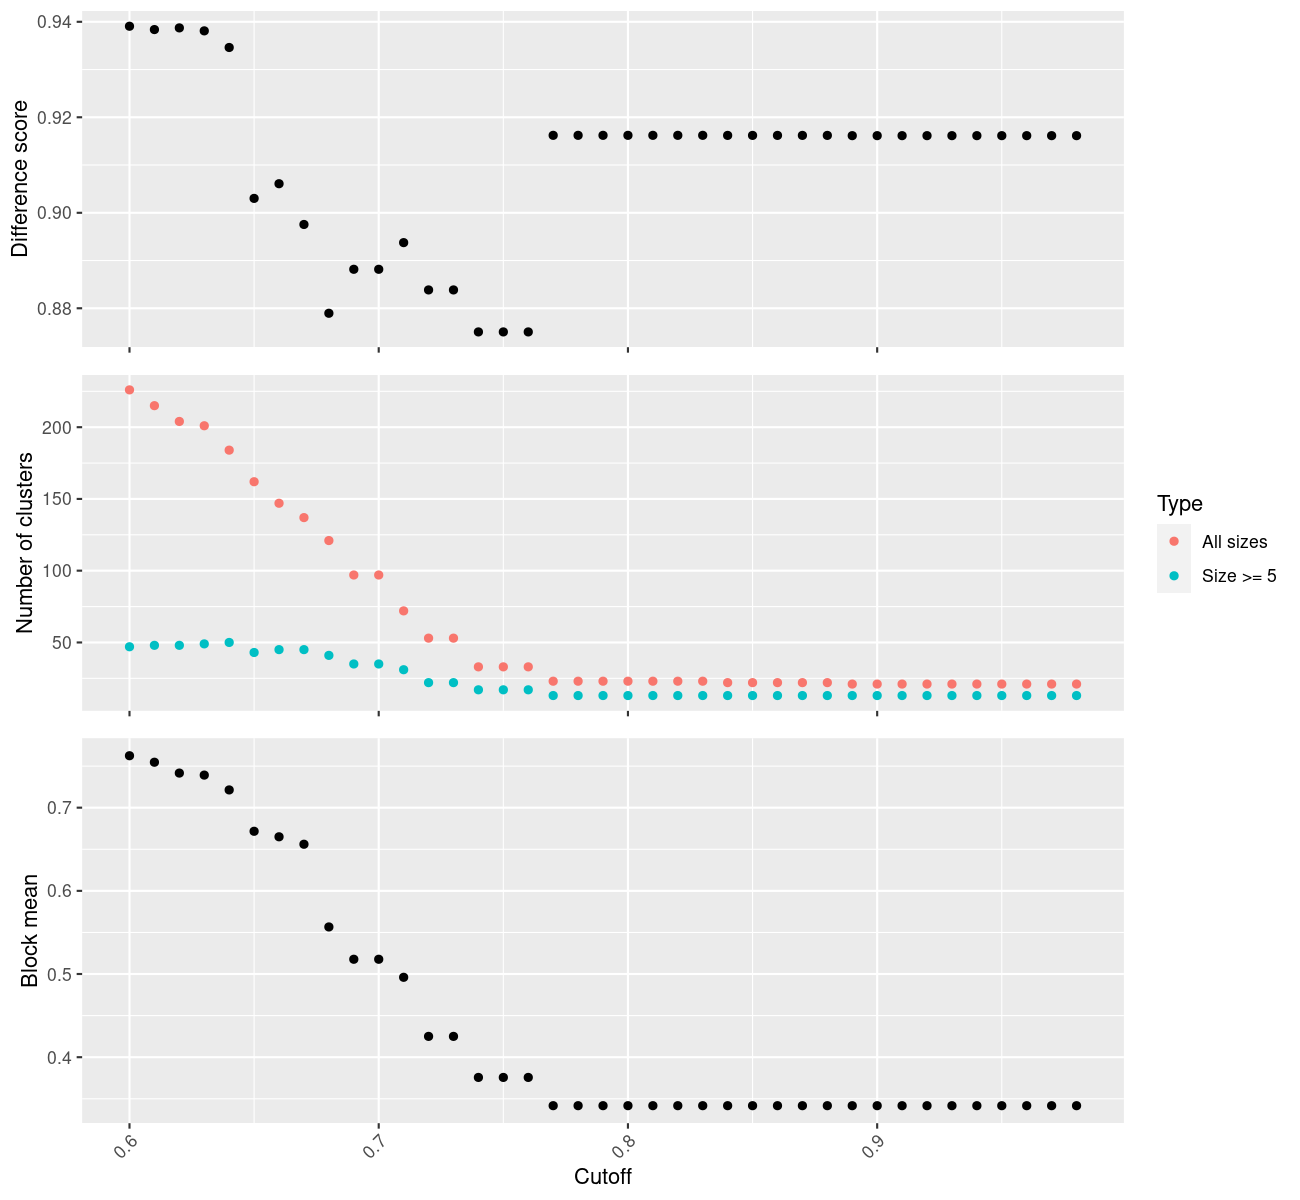 Difference score
0.94
0.92
0.90
0.88
Number of clusters
200
150
100
50
Type
All sizes
Size >= 5
Block mean
0.7
0.6
0.5
0.4
0.6 0.7 0.8 0.9
Cutoff